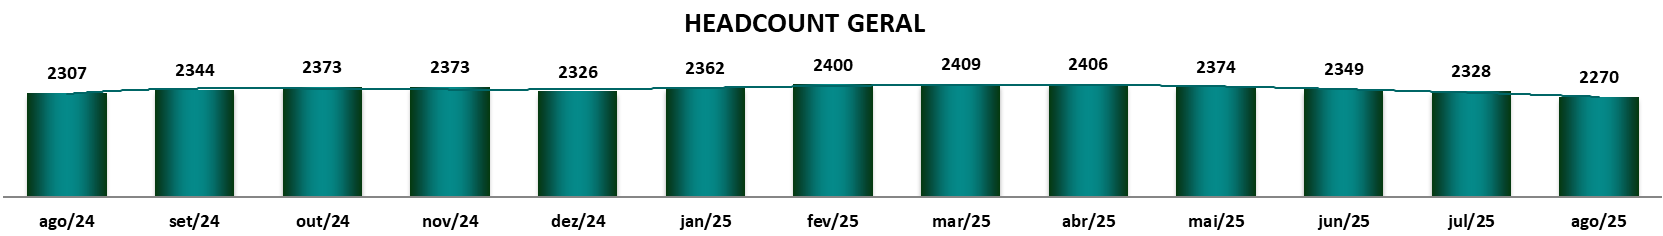 HEADCOUNT GERAL
2307 2344 2373 2373 2326 2362 2400 2409 2406 2374 2349 2328 2270
ago/24 set/24 out/24 nov/24 dez/24 jan/25 fev/25 mar/25 abr/25 mai/25 jun/25 jul/25 ago/25